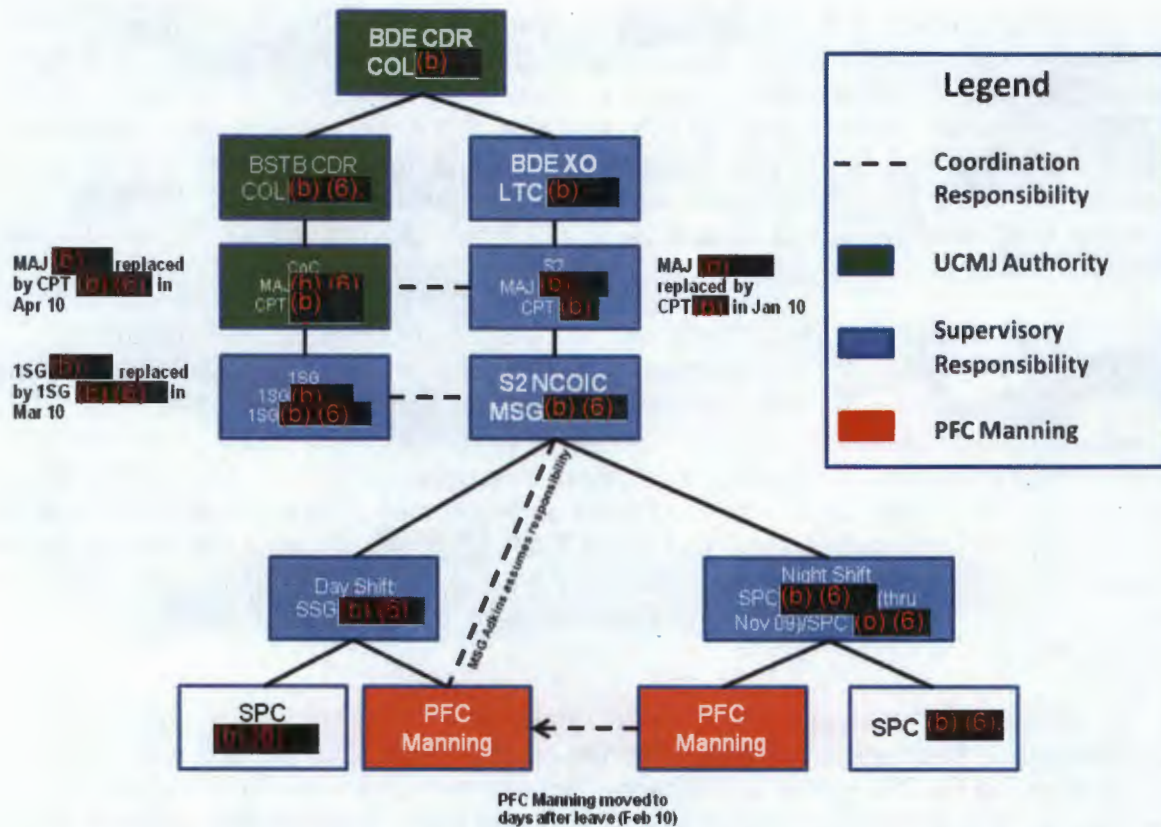 BDE CDR
COL (b)
BSTB CDR
COL (b) (6).
BDE XO
LTC (b)
MAJ (b) replaced
by CPT (b) (6) in
Apr 10
CoC
MAJ (b) (6)
CPT (b)
S2
MAJ (b)
CPT (b)
MAJ (b)
replaced by
CPT (b) in Jan 10
1SG (b) replaced
by 1SG (b) (6) in
Mar 10
1SG
1SG (b)
1SG (b) (6)
S2 NCOIC
MSG (b) (6)
MSG Adkins assumes responsibility
Day Shift
SSG (b) (6)
Night Shift
SPC (b) (6) (thru
Nov 09)/SPC (b) (6)
SPC
(b) (6)
PFC
Manning
PFC
Manning
SPC (b) (6).
PFC Manning moved to
days after leave (Feb 10)
Legend
Coordination
Responsibility
UCMJ Authority
Supervisory
Responsibility
PFC Manning